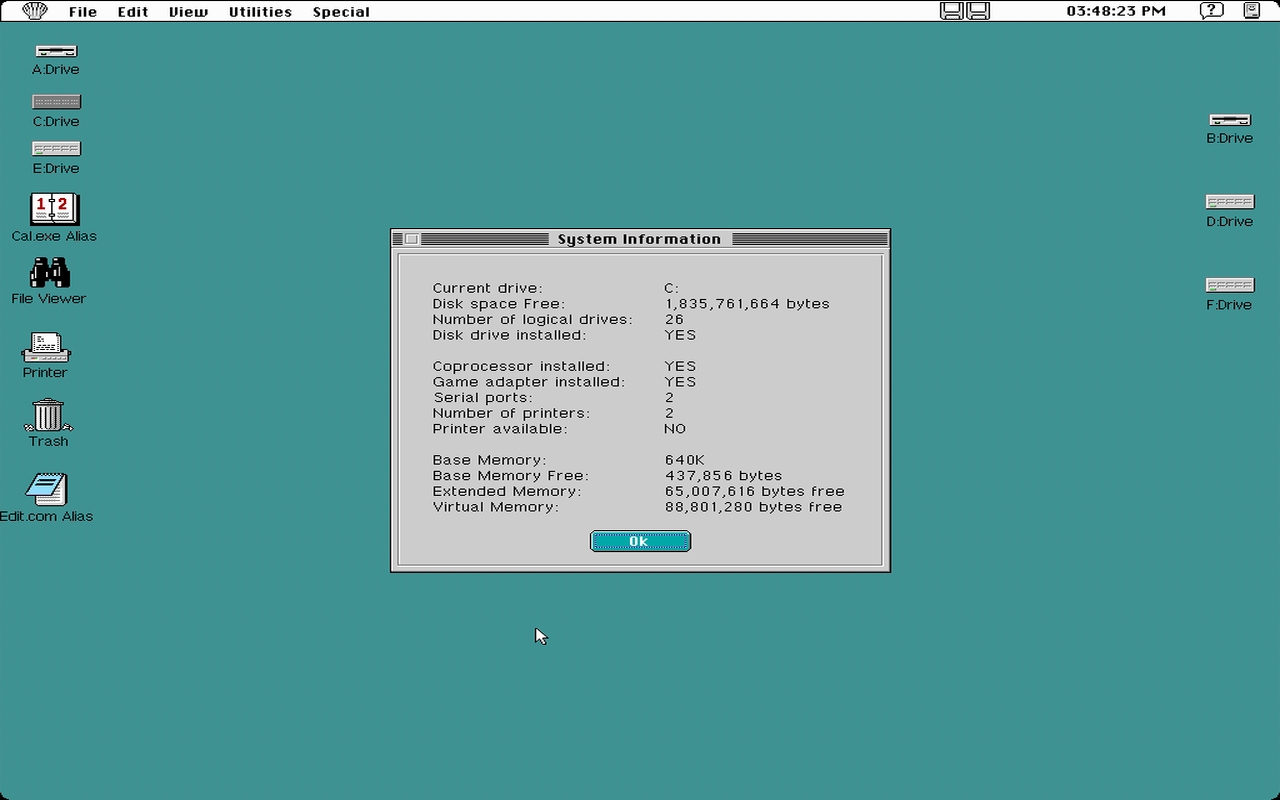 File Edit View Utilities Special 03:48:23 PM ?
A:Drive
C:Drive
E:Drive
1 2
Cal.exe Alias
File Viewer
Printer
Trash
Edit.com Alias
B:Drive
D:Drive
F:Drive
System Information
Current drive: C:
Disk space Free: 1,835,761,664 bytes
Number of logical drives: 26
Disk drive installed: YES
Coprocessor installed: YES
Game adapter installed: YES
Serial ports: 2
Number of printers: 2
Printer available: NO
Base Memory: 640K
Base Memory Free: 437,856 bytes
Extended Memory: 65,007,616 bytes free
Virtual Memory: 88,801,280 bytes free
Ok